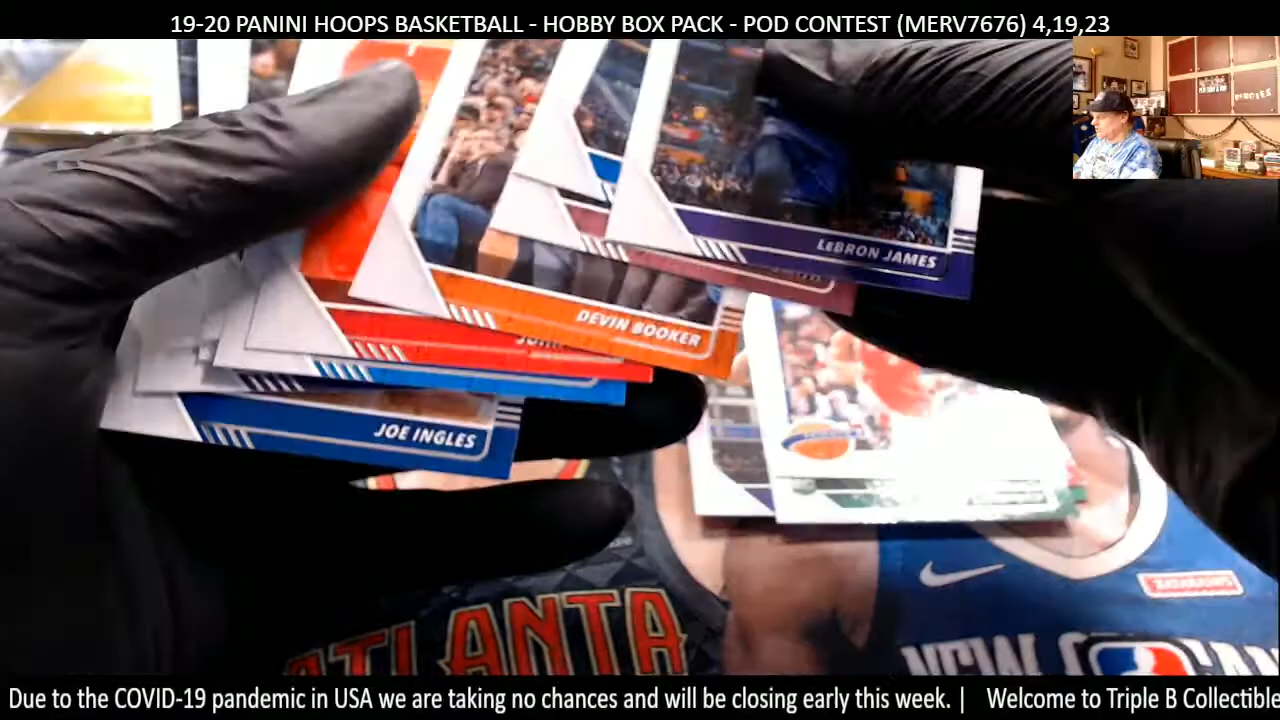 19-20 PANINI HOOPS BASKETBALL - HOBBY BOX PACK - POD CONTEST (MERV7676) 4,19,23
LeBRON JAMES
DEVIN BOOKER
JOE INGLES
ATLANTA
NEW
Due to the COVID-19 pandemic in USA we are taking no chances and will be closing early this week. | Welcome to Triple B Collectible